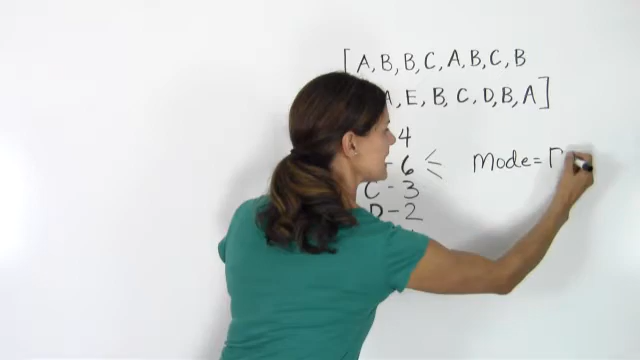 [A, B, B, C, A, B, C, B
A, E, B, C, D, B, A]
4
- 6
C - 3
D - 2
Mode =